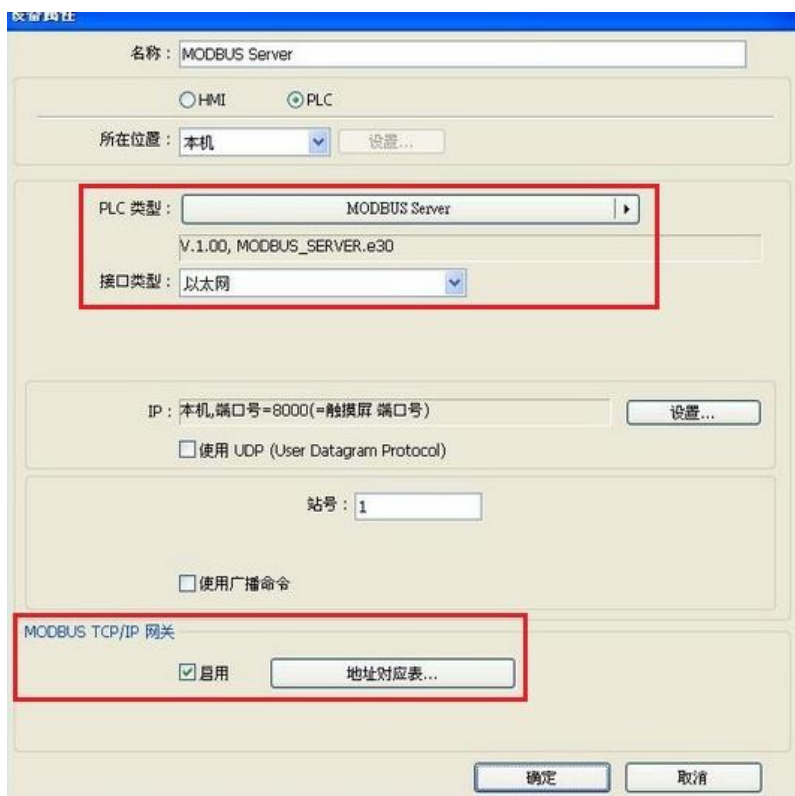 设备属性
名称： MODBUS Server
HMI PLC
所在位置： 本机 设置...
PLC 类型： MODBUS Server
V.1.00, MODBUS_SERVER.e30
接口类型： 以太网
IP： 本机,端口号=8000(=触摸屏 端口号) 设置...
使用 UDP (User Datagram Protocol)
站号： 1
使用广播命令
MODBUS TCP/IP 网关
启用 地址对应表...
确定 取消